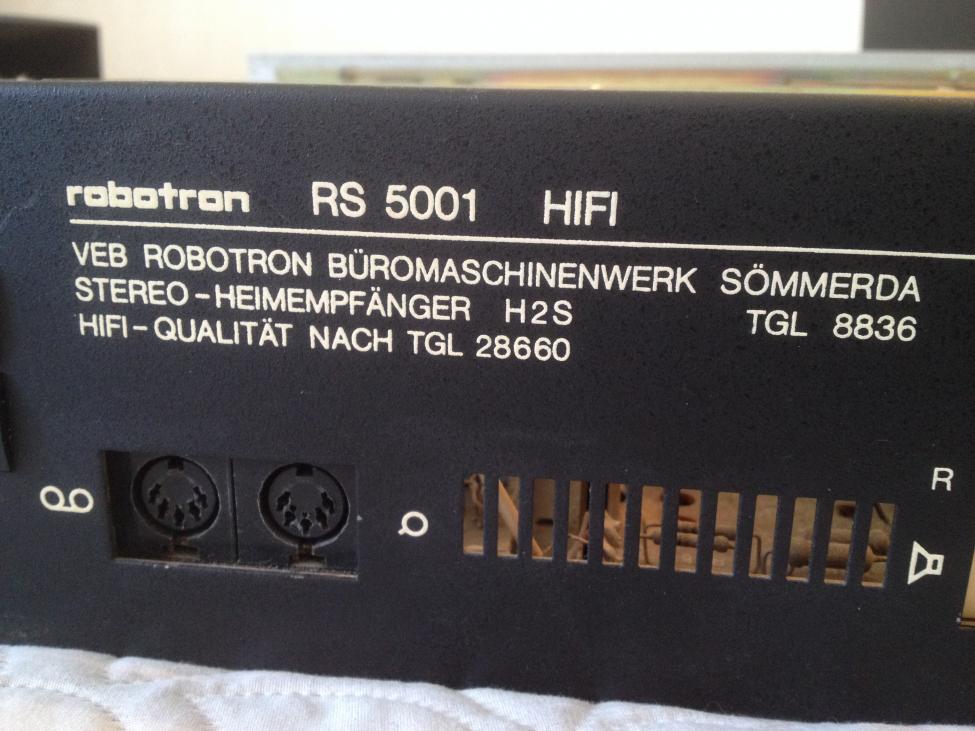 robotron RS 5001 HIFI
VEB ROBOTRON BÜROMASCHINENWERK SÖMMERDA
STEREO-HEIMEMPFÄNGER H2S TGL 8836
HIFI-QUALITÄT NACH TGL 28660
R